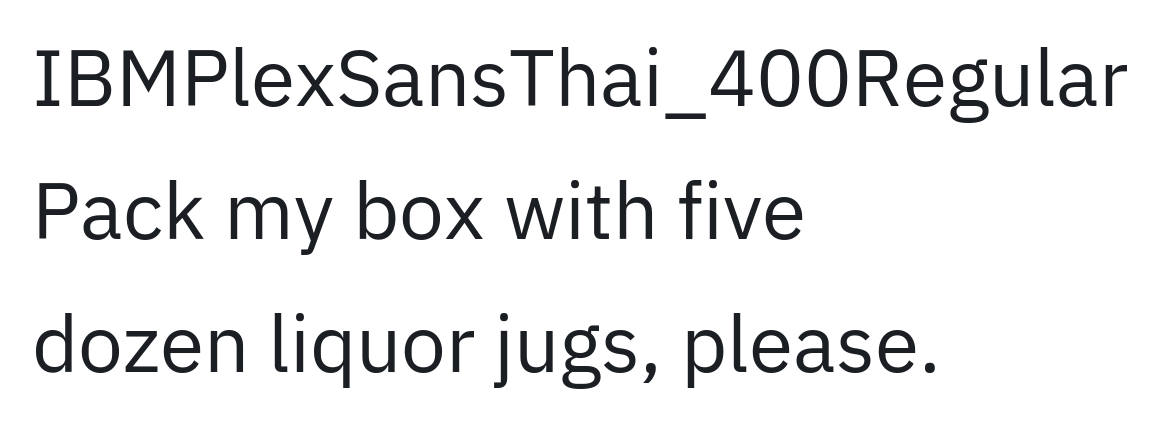 IBMPlexSansThai_400Regular
Pack my box with five
dozen liquor jugs, please.